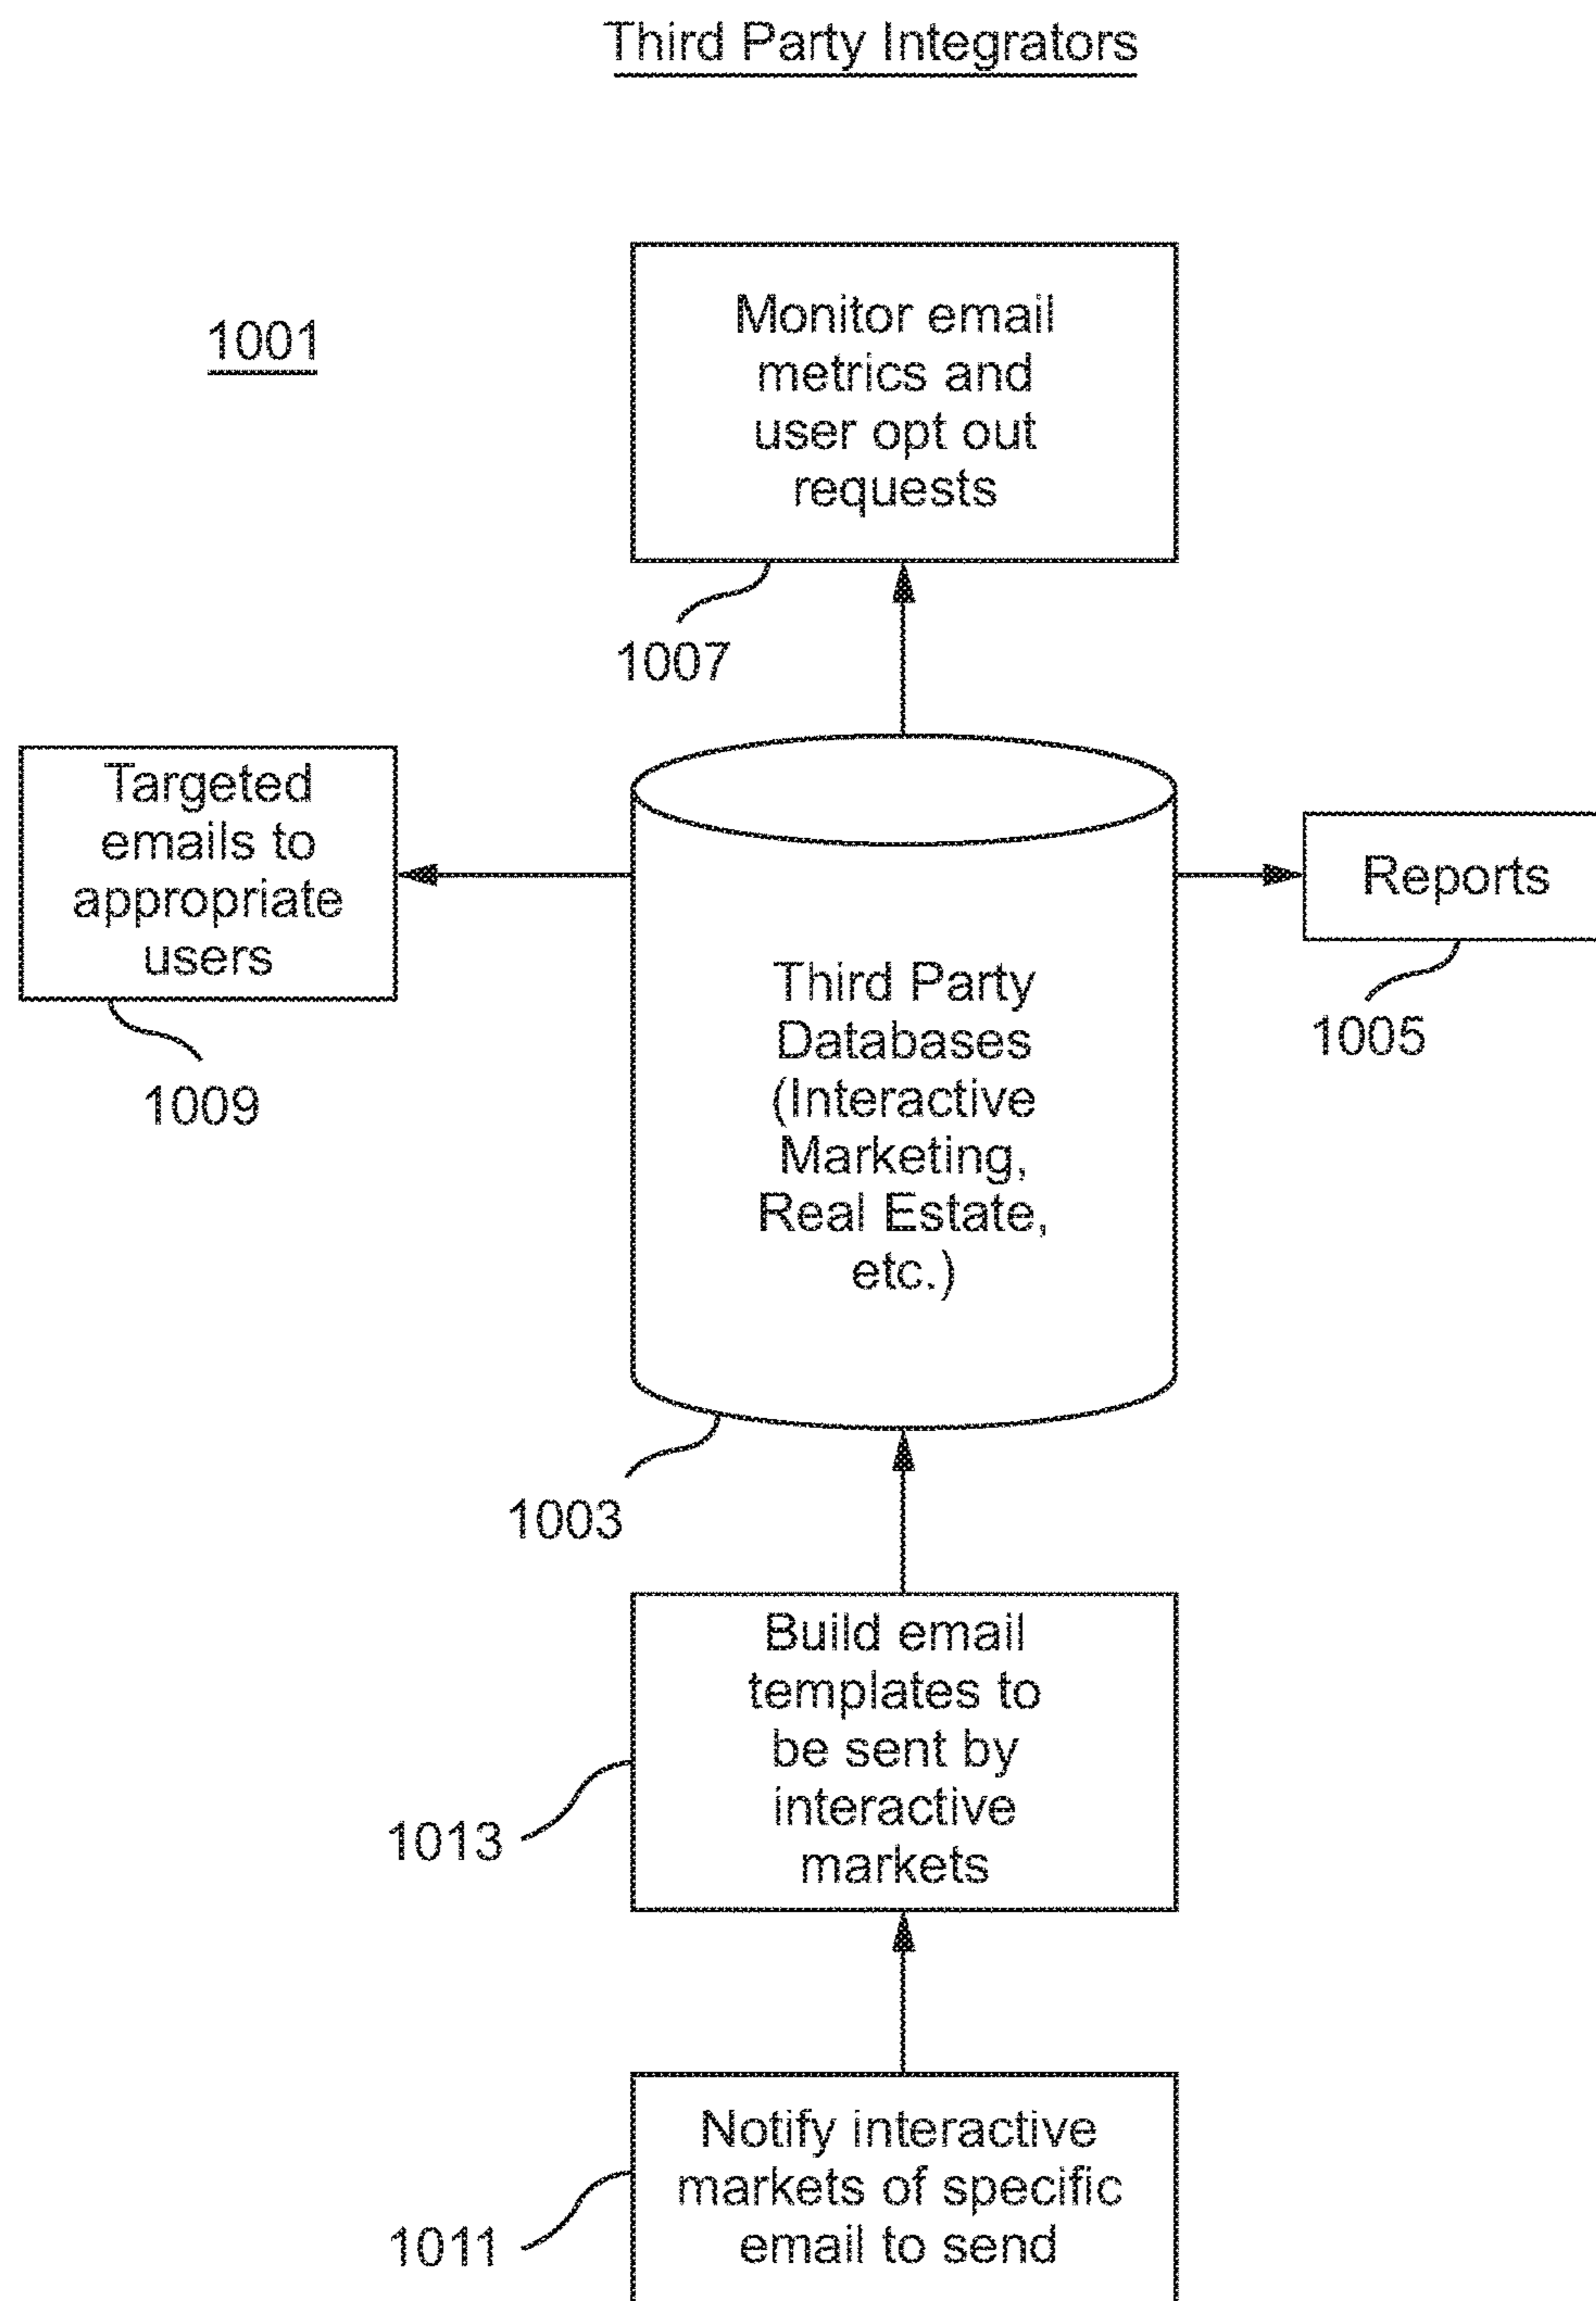 Third Party Integrators
1001
Monitor email
metrics and
user opt out
requests
1007
Targeted
emails to
appropriate
users
1009
Reports
1005
Third Party
Databases
(Interactive
Marketing,
Real Estate,
etc.)
1003
Build email
templates to
be sent by
interactive
markets
1013
Notify interactive
markets of specific
email to send
1011